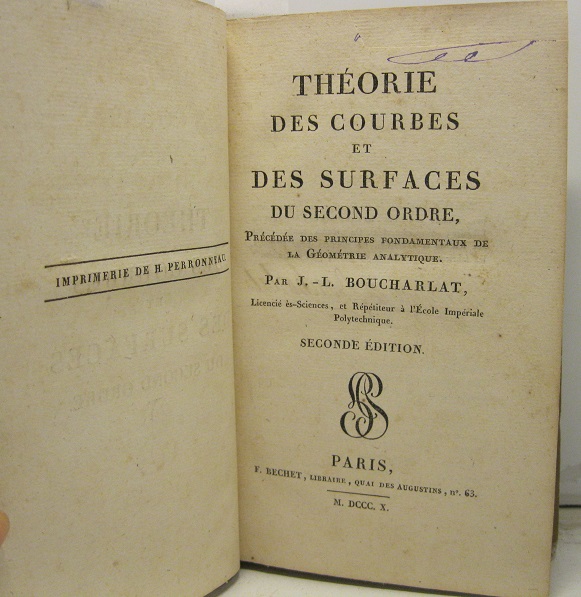 IMPRIMERIE DE H. PERRONNEAU.
THÉORIE
DES COURBES
ET
DES SURFACES
DU SECOND ORDRE,
PRÉCÉDÉE DES PRINCIPES FONDAMENTAUX DE
LA GÉOMÉTRIE ANALYTIQUE.
PAR J.-L. BOUCHARLAT,
Licencié ès-Sciences, et Répétiteur à l'École Impériale
Polytechnique.
SECONDE ÉDITION.
PARIS,
F. BECHET, LIBRAIRE, QUAI DES AUGUSTINS, nº. 63.
M. DCCC. X.